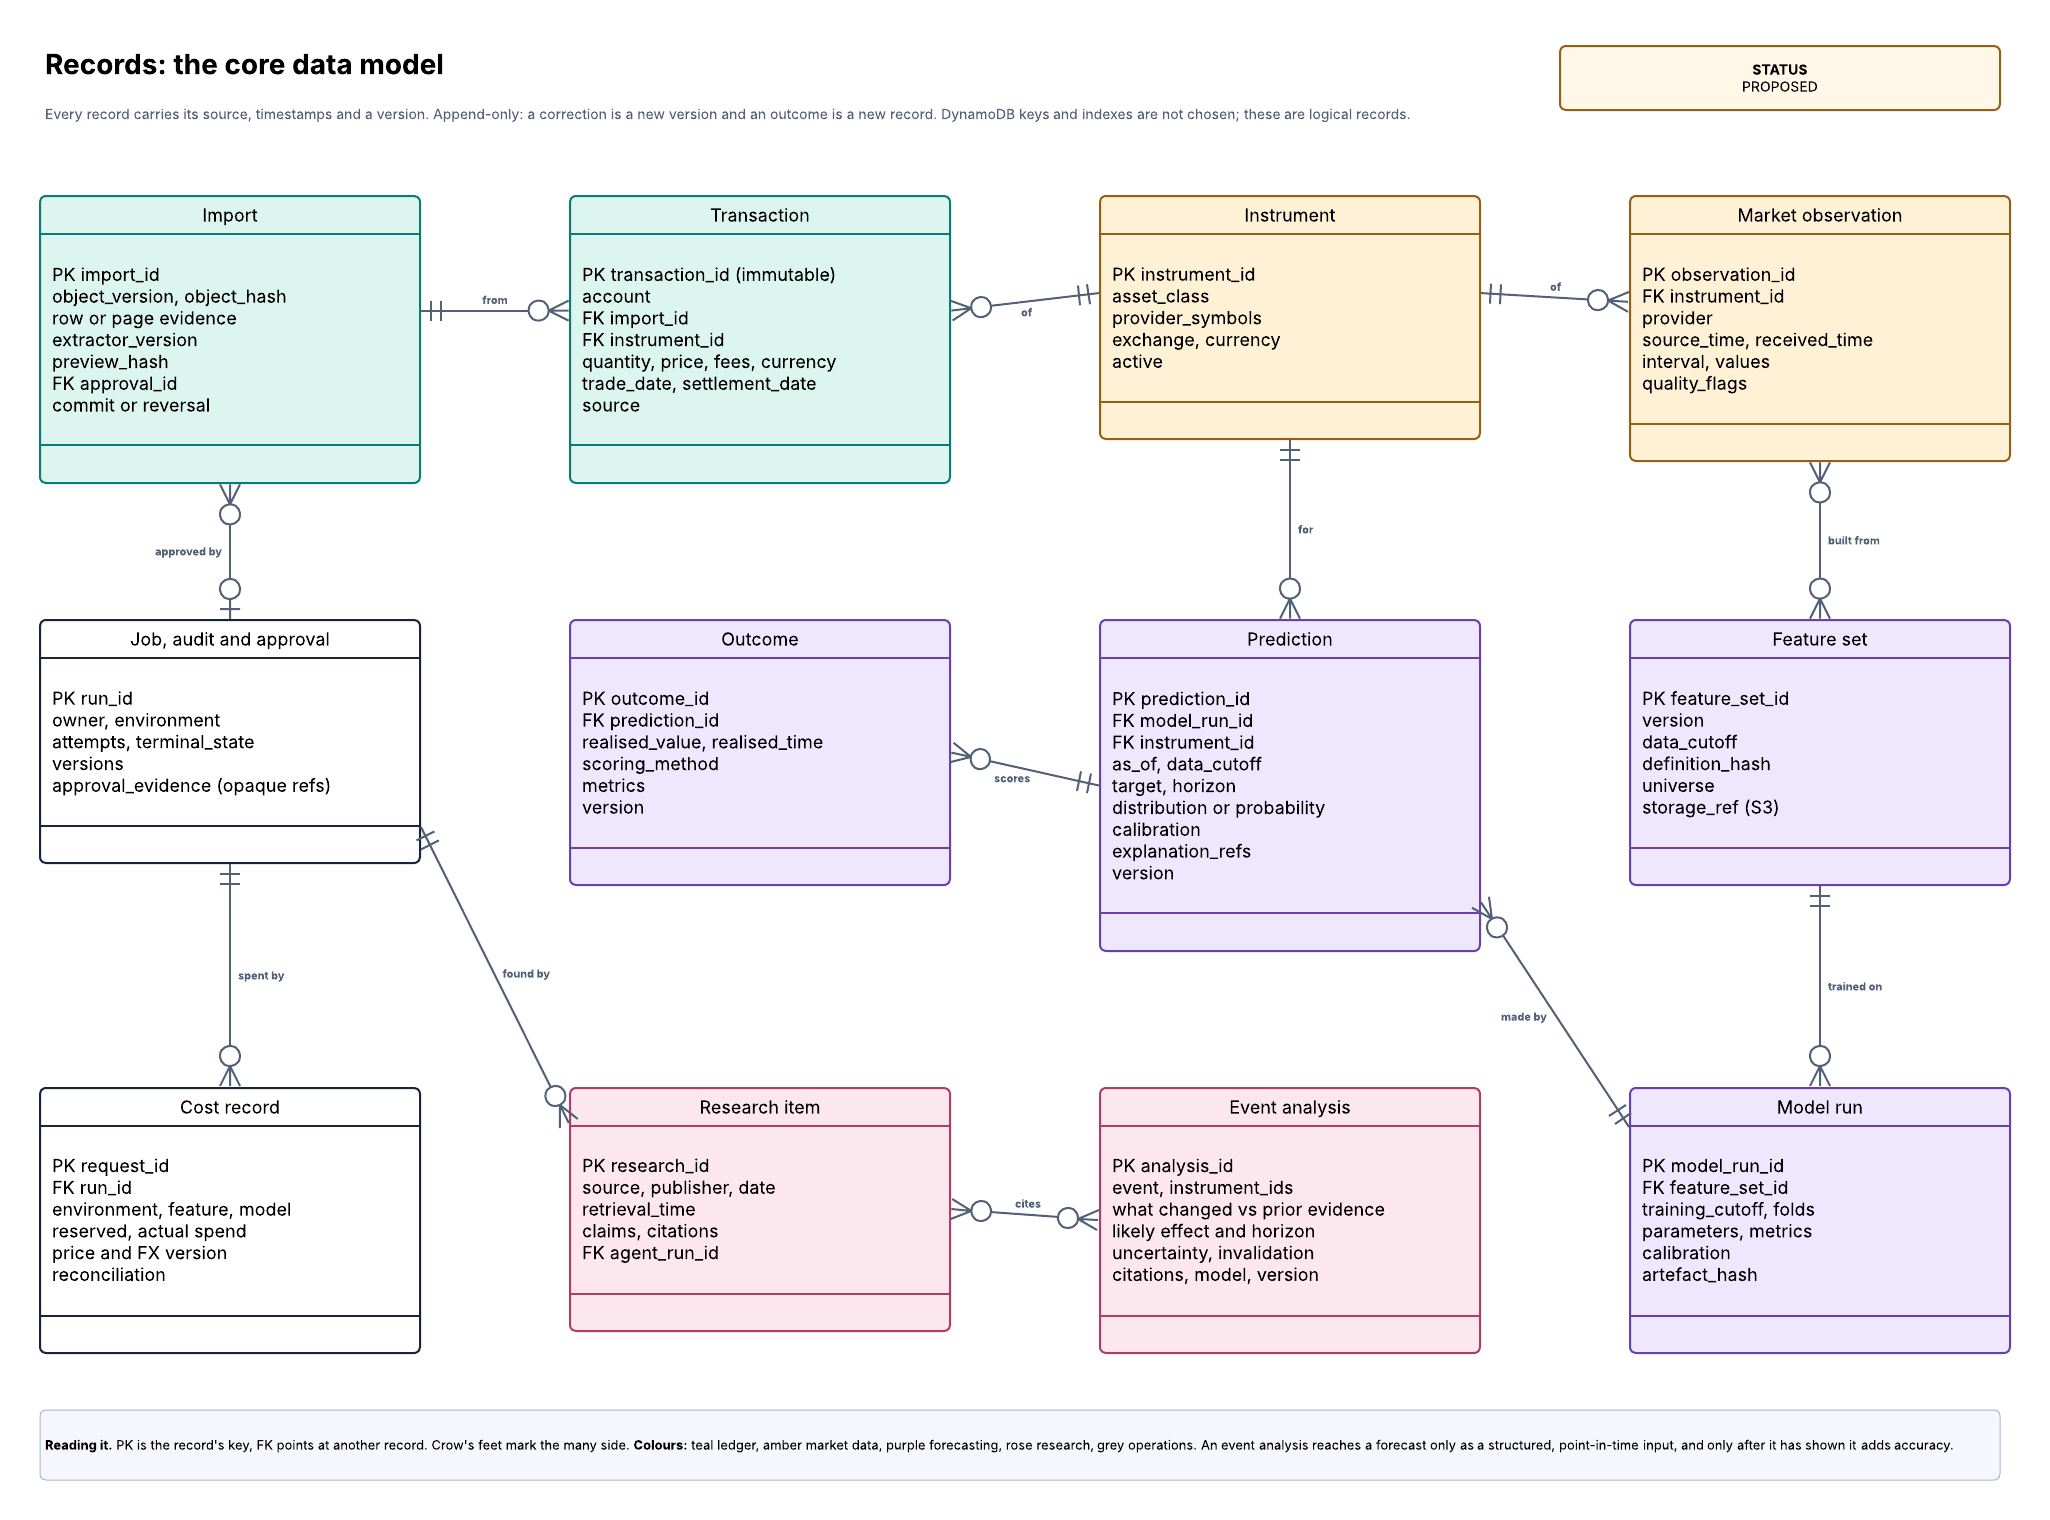 Records: the core data model
STATUS
PROPOSED
Every record carries its source, timestamps and a version. Append-only: a correction is a new version and an outcome is a new record. DynamoDB keys and indexes are not chosen; these are logical records.
Import
PK import_id
object_version, object_hash
row or page evidence
extractor_version
preview_hash
FK approval_id
commit or reversal
from
Transaction
PK transaction_id (immutable)
account
FK import_id
FK instrument_id
quantity, price, fees, currency
trade_date, settlement_date
source
of
Instrument
PK instrument_id
asset_class
provider_symbols
exchange, currency
active
of
Market observation
PK observation_id
FK instrument_id
provider
source_time, received_time
interval, values
quality_flags
approved by
for
built from
Job, audit and approval
PK run_id
owner, environment
attempts, terminal_state
versions
approval_evidence (opaque refs)
Outcome
PK outcome_id
FK prediction_id
realised_value, realised_time
scoring_method
metrics
version
scores
Prediction
PK prediction_id
FK model_run_id
FK instrument_id
as_of, data_cutoff
target, horizon
distribution or probability
calibration
explanation_refs
version
Feature set
PK feature_set_id
version
data_cutoff
definition_hash
universe
storage_ref (S3)
spent by
found by
made by
trained on
Cost record
PK request_id
FK run_id
environment, feature, model
reserved, actual spend
price and FX version
reconciliation
Research item
PK research_id
source, publisher, date
retrieval_time
claims, citations
FK agent_run_id
cites
Event analysis
PK analysis_id
event, instrument_ids
what changed vs prior evidence
likely effect and horizon
uncertainty, invalidation
citations, model, version
Model run
PK model_run_id
FK feature_set_id
training_cutoff, folds
parameters, metrics
calibration
artefact_hash
Reading it. PK is the record's key, FK points at another record. Crow's feet mark the many side. Colours: teal ledger, amber market data, purple forecasting, rose research, grey operations. An event analysis reaches a forecast only as a structured, point-in-time input, and only after it has shown it adds accuracy.